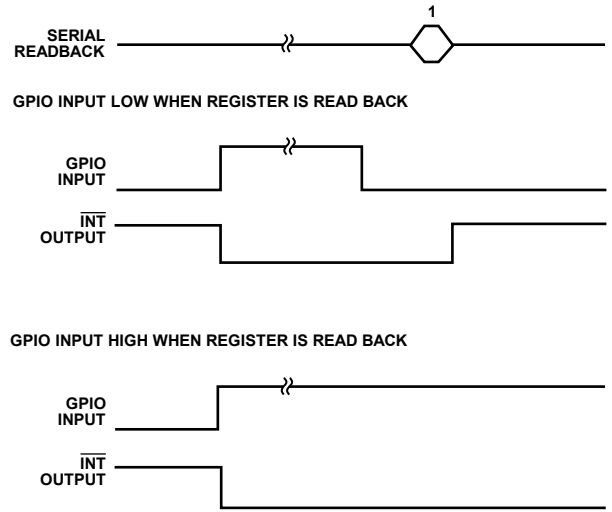 1
SERIAL
READBACK
GPIO INPUT LOW WHEN REGISTER IS READ BACK
GPIO
INPUT
INT
OUTPUT
GPIO INPUT HIGH WHEN REGISTER IS READ BACK
GPIO
INPUT
INT
OUTPUT